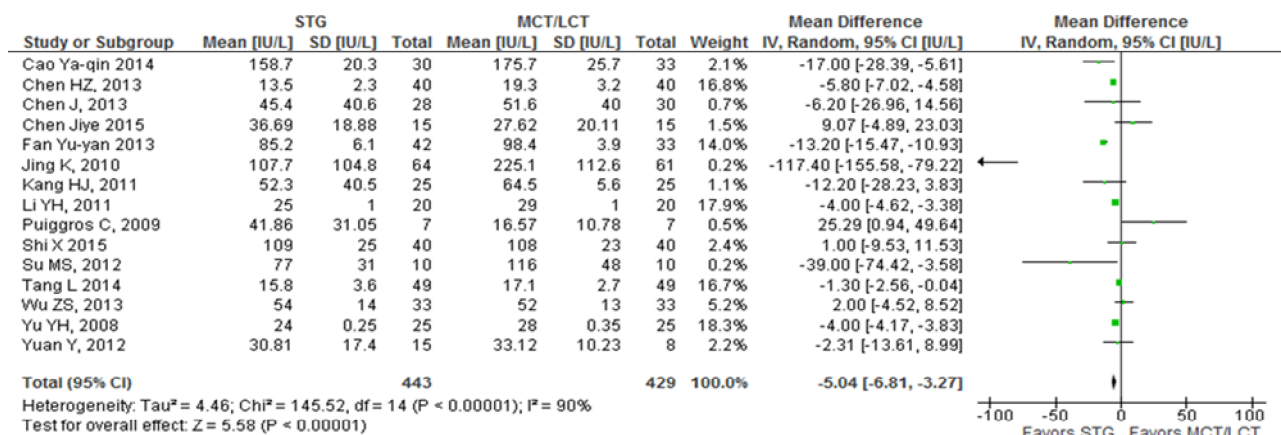 STG MCT/LCT Mean Difference Mean Difference
Study or Subgroup Mean [IU/L] SD [IU/L] Total Mean [IU/L] SD [IU/L] Total Weight IV, Random, 95% CI [IU/L] IV, Random, 95% CI [IU/L]
Cao Ya-qin 2014 158.7 20.3 30 175.7 25.7 33 2.1% -17.00 [-28.39, -5.61]
Chen HZ, 2013 13.5 2.3 40 19.3 3.2 40 16.8% -5.80 [-7.02, -4.58]
Chen J, 2013 45.4 40.6 28 51.6 40 30 0.7% -6.20 [-26.96, 14.56]
Chen Jiye 2015 36.69 18.88 15 27.62 20.11 15 1.5% 9.07 [-4.89, 23.03]
Fan Yu-yan 2013 85.2 6.1 42 98.4 3.9 33 14.0% -13.20 [-15.47, -10.93]
Jing K, 2010 107.7 104.8 64 225.1 112.6 61 0.2% -117.40 [-155.58, -79.22]
Kang HJ, 2011 52.3 40.5 25 64.5 5.6 25 1.1% -12.20 [-28.23, 3.83]
Li YH, 2011 25 1 20 29 1 20 17.9% -4.00 [-4.62, -3.38]
Puiggros C, 2009 41.86 31.05 7 16.57 10.78 7 0.5% 25.29 [0.94, 49.64]
Shi X 2015 109 25 40 108 23 40 2.4% 1.00 [-9.53, 11.53]
Su MS, 2012 77 31 10 116 48 10 0.2% -39.00 [-74.42, -3.58]
Tang L 2014 15.8 3.6 49 17.1 2.7 49 16.7% -1.30 [-2.56, -0.04]
Wu ZS, 2013 54 14 33 52 13 33 5.2% 2.00 [-4.52, 8.52]
Yu YH, 2008 24 0.25 25 28 0.35 25 18.3% -4.00 [-4.17, -3.83]
Yuan Y, 2012 30.81 17.4 15 33.12 10.23 8 2.2% -2.31 [-13.61, 8.99]
Total (95% CI) 443 429 100.0% -5.04 [-6.81, -3.27]
Heterogeneity: Tau² = 4.46; Chi² = 145.52, df = 14 (P < 0.00001); I² = 90%
Test for overall effect: Z = 5.58 (P < 0.00001)
-100 -50 0 50 100
Favors STG Favors MCT/LCT